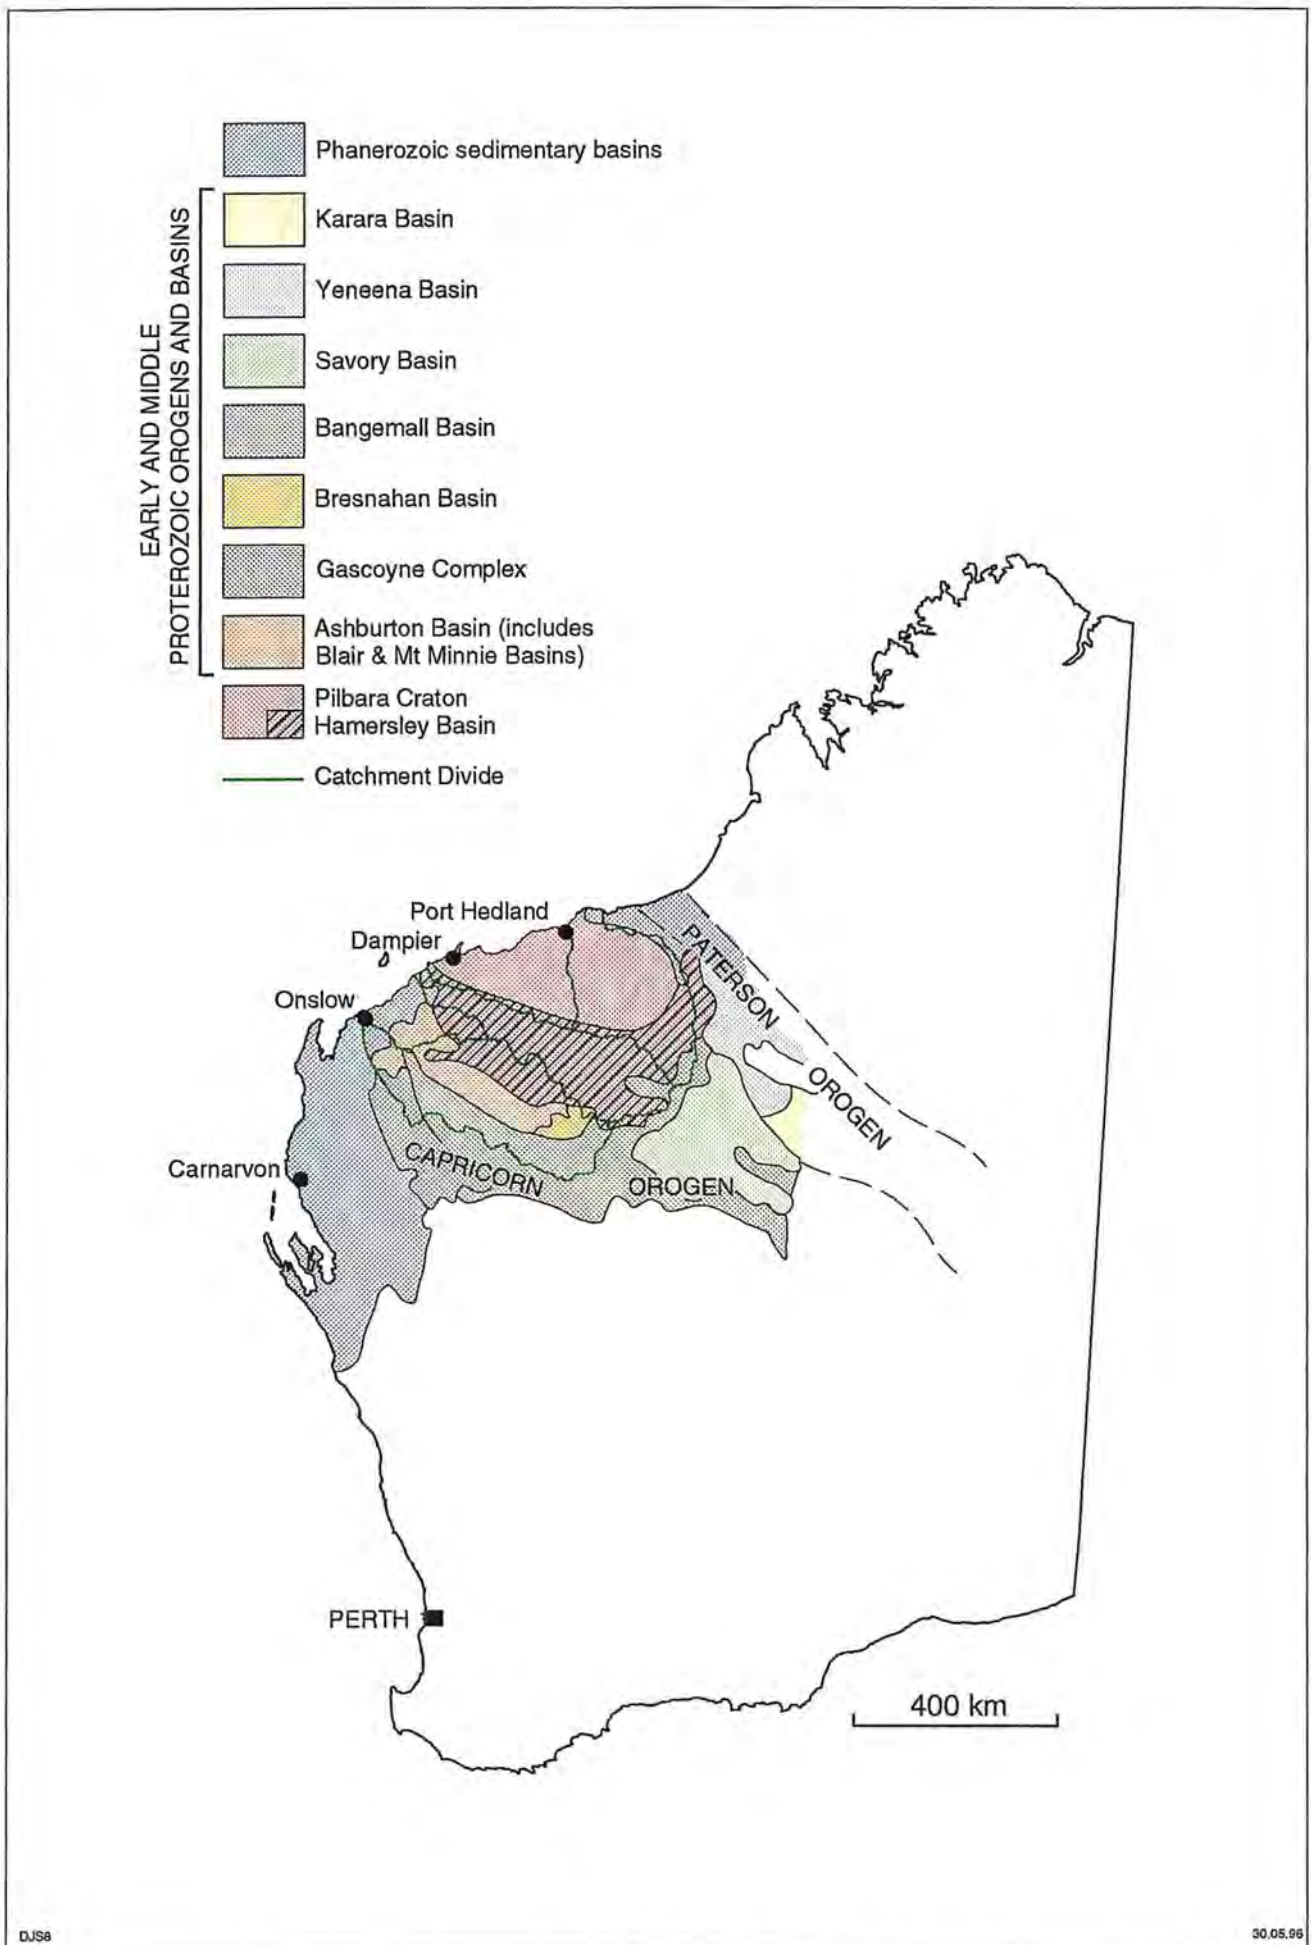 Phanerozoic sedimentary basins
EARLY AND MIDDLE
PROTEROZOIC OROGENS AND BASINS
Karara Basin
Yeneena Basin
Savory Basin
Bangemall Basin
Bresnahan Basin
Gascoyne Complex
Ashburton Basin (includes
Blair & Mt Minnie Basins)
Pilbara Craton
Hamersley Basin
Catchment Divide
Port Hedland
Dampier
Onslow
PATERSON
OROGEN
Carnarvon
CAPRICORN
OROGEN
PERTH
400 km
DJS8
30.05.96